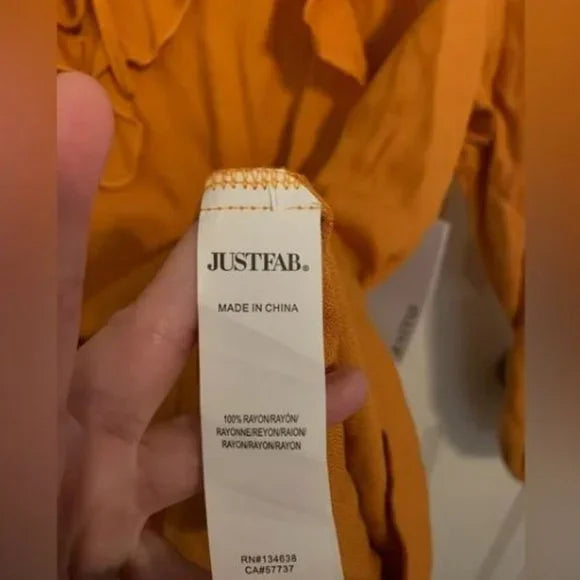 JUSTFAB®
MADE IN CHINA
100% RAYON/RAYÓN/
RAYONNE/REYON/RAION/
RAYON/RAYON/RAYON
RN#134638
CA#57737